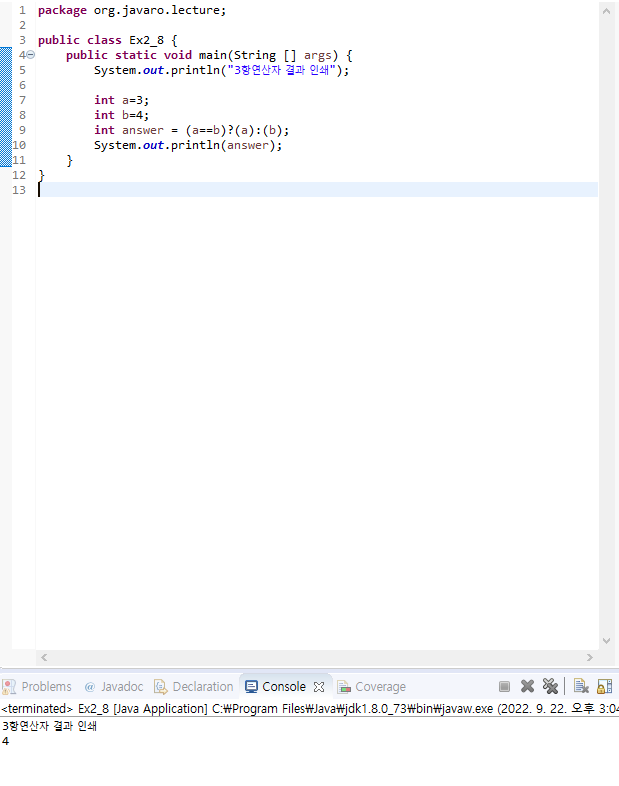 1 package org.javaro.lecture;
2
3 public class Ex2_8 {
4 public static void main(String [] args) {
5 System.out.println("3항연산자 결과 인쇄");
6
7 int a=3;
8 int b=4;
9 int answer = (a==b)?(a):(b);
10 System.out.println(answer);
11 }
12 }
13
Problems @ Javadoc Declaration Console Coverage
<terminated> Ex2_8 [Java Application] C:₩Program Files₩Java₩jdk1.8.0_73₩bin₩javaw.exe (2022. 9. 22. 오후 3:04
3항연산자 결과 인쇄
4